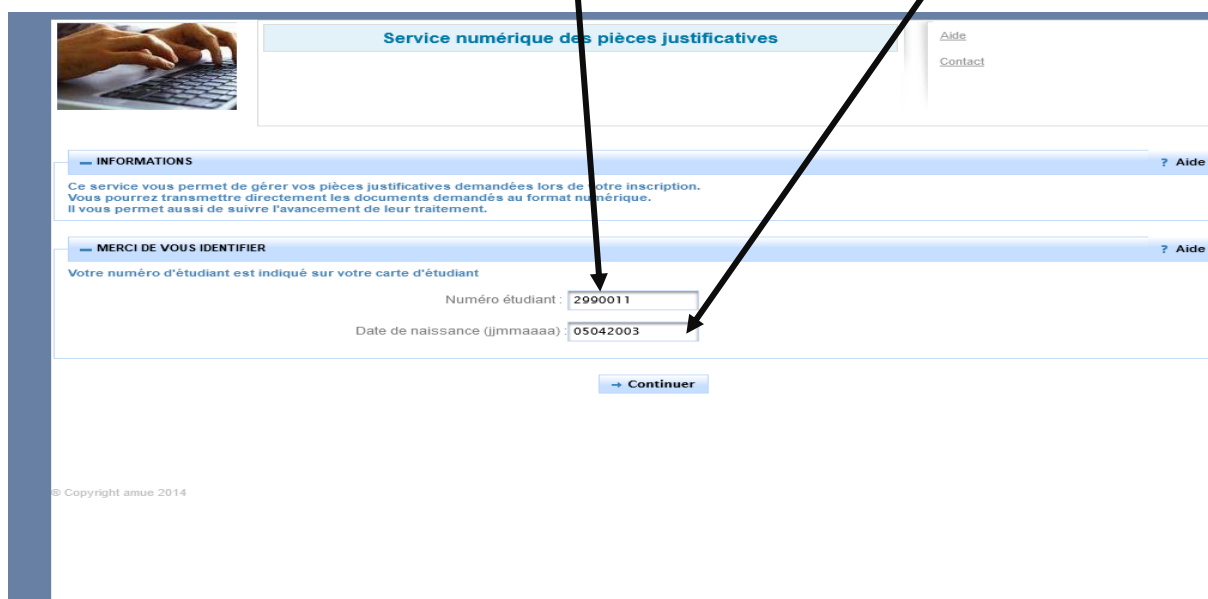 Service numérique des pièces justificatives
Aide
Contact
INFORMATIONS
? Aide
Ce service vous permet de gérer vos pièces justificatives demandées lors de votre inscription.
Vous pourrez transmettre directement les documents demandés au format numérique.
Il vous permet aussi de suivre l'avancement de leur traitement.
MERCI DE VOUS IDENTIFIER
? Aide
Votre numéro d'étudiant est indiqué sur votre carte d'étudiant
Numéro étudiant : 2990011
Date de naissance (jjmmaaaa) : 05042003
→ Continuer
® Copyright amue 2014